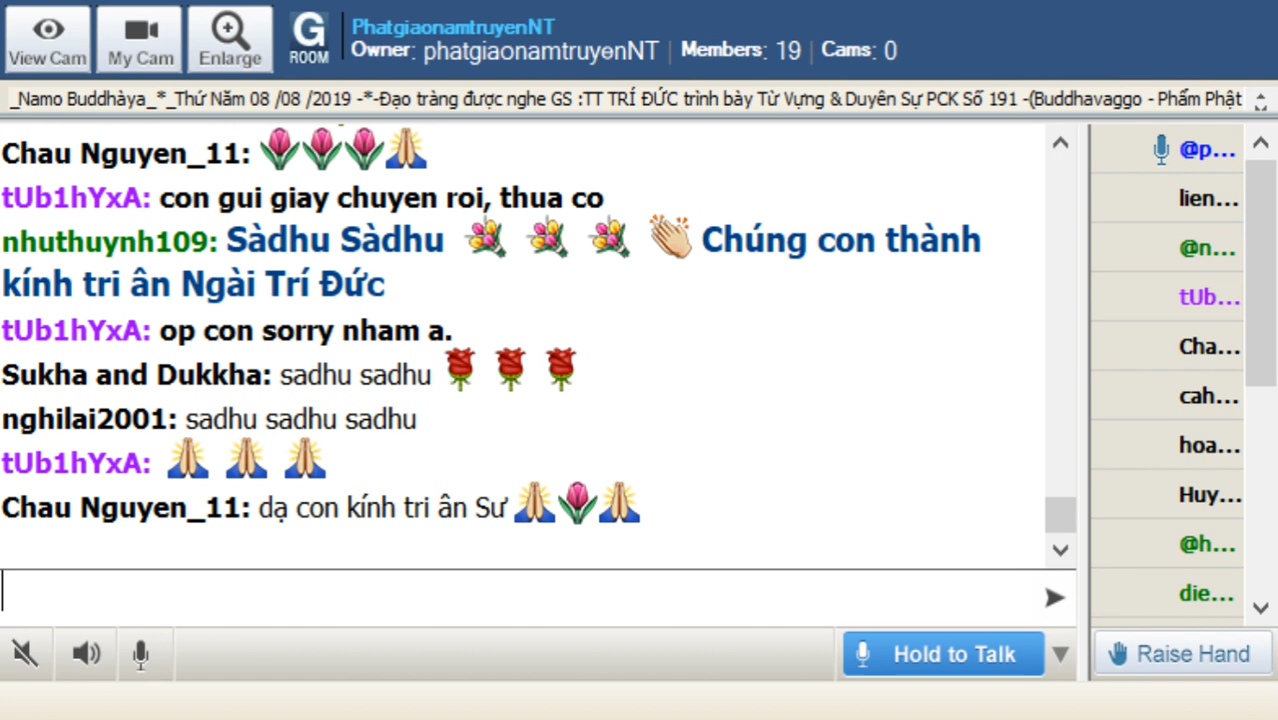 View Cam
My Cam
Enlarge
G
ROOM
PhatgiaonamtruyenNT
Owner: phatgiaonamtruyenNT | Members: 19 | Cams: 0
_Namo Buddhàya_*_Thứ Năm 08 /08 /2019 -*-Đạo tràng được nghe GS :TT TRÍ ĐỨC trình bày Từ Vựng & Duyên Sự PCK Số 191 -(Buddhavaggo - Phẩm Phật
Chau Nguyen_11:
tUb1hYxA: con gui giay chuyen roi, thua co
nhuthuynh109: Sàdhu Sàdhu Chúng con thành
kính tri ân Ngài Trí Đức
tUb1hYxA: op con sorry nham a.
Sukha and Dukkha: sadhu sadhu
nghilai2001: sadhu sadhu sadhu
tUb1hYxA:
Chau Nguyen_11: dạ con kính tri ân Sư
@p...
lien...
@n...
tUb...
Cha...
cah...
hoa...
Huy...
@h...
die...
Hold to Talk
Raise Hand